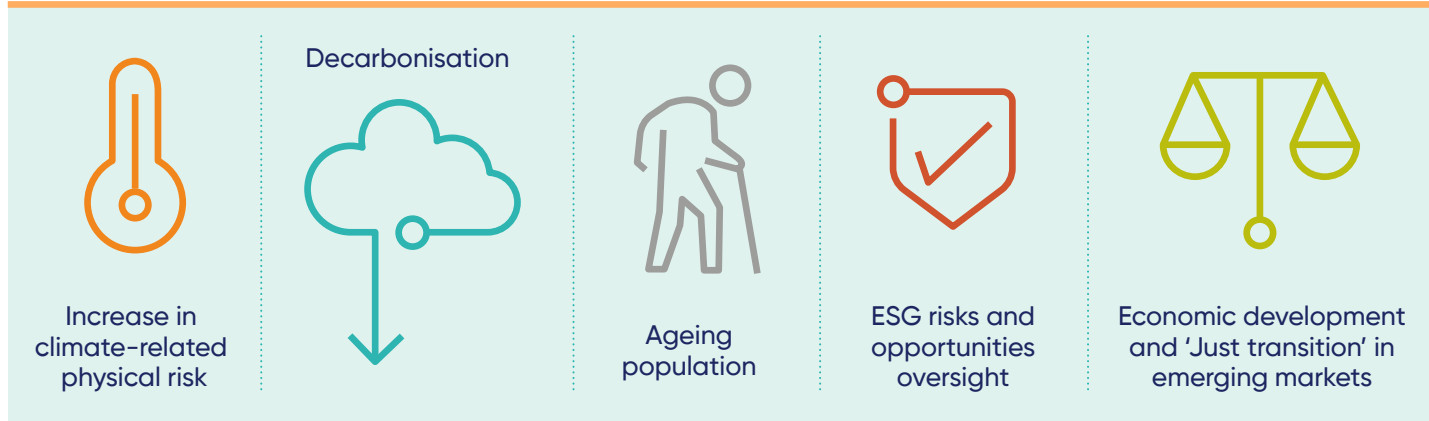 Increase in
climate-related
physical risk
Decarbonisation
Ageing
population
ESG risks and
opportunities
oversight
Economic development
and ‘Just transition’ in
emerging markets